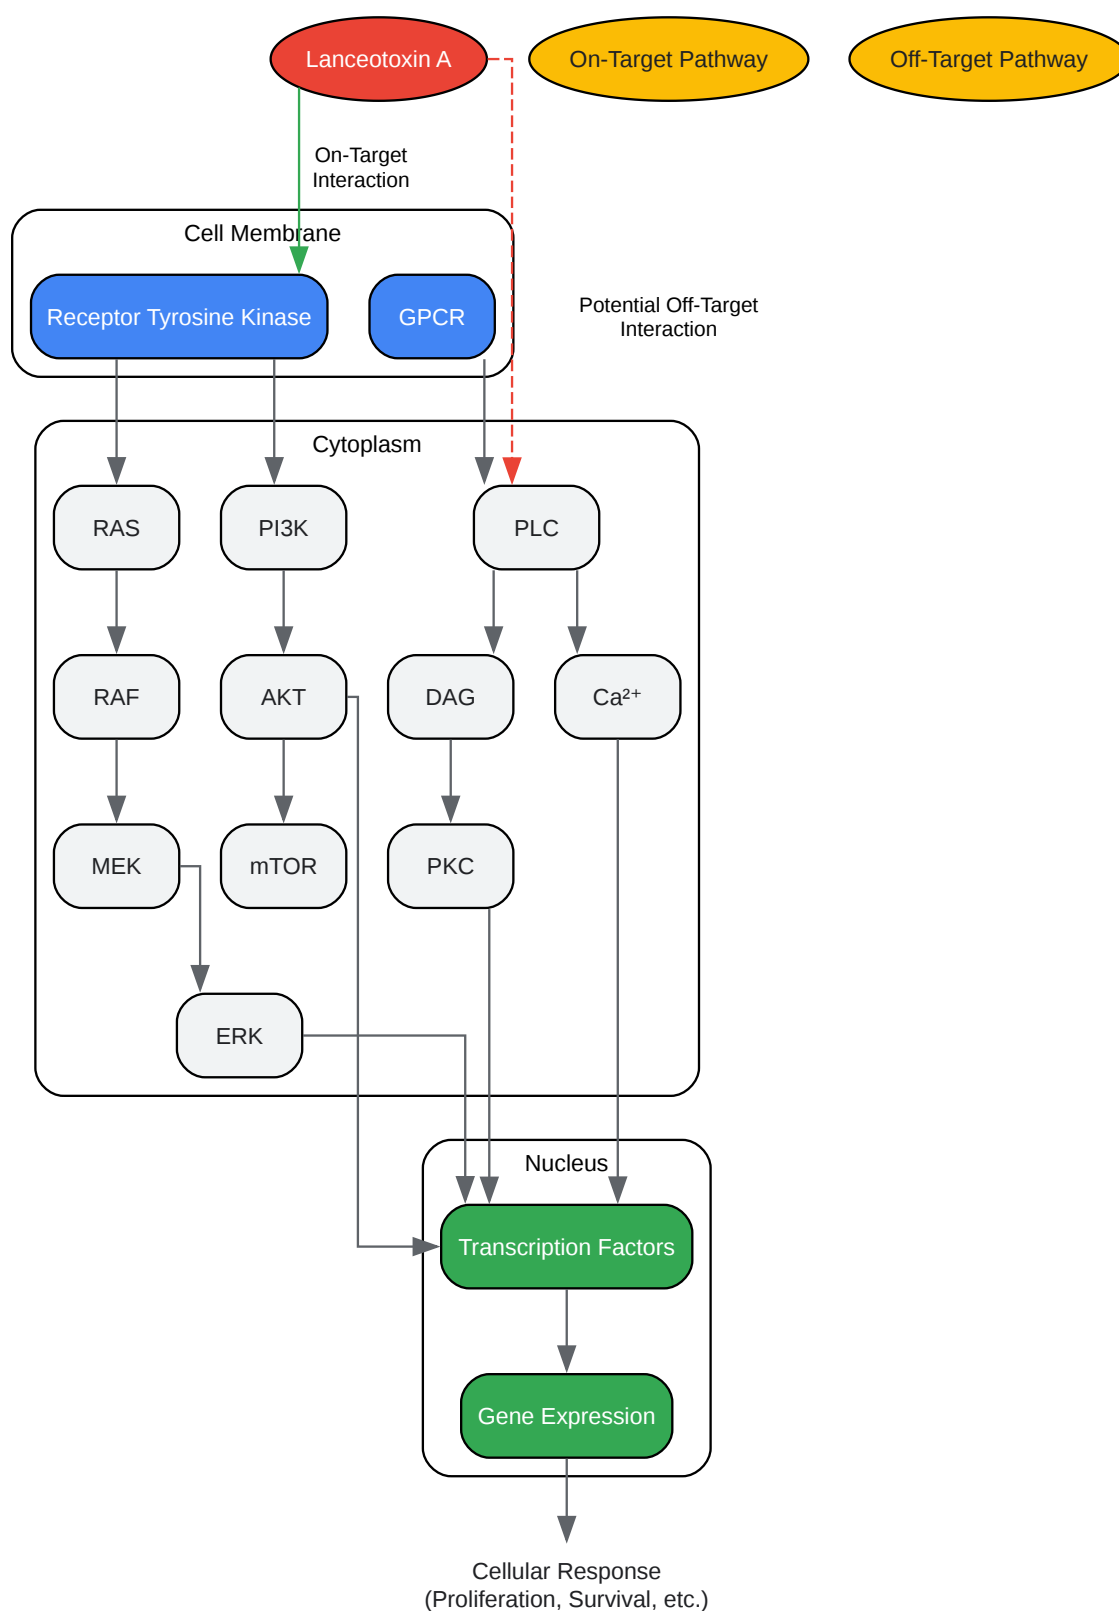 Lanceotoxin A
On-Target Pathway
Off-Target Pathway
On-Target
Interaction
Cell Membrane
Receptor Tyrosine Kinase
GPCR
Potential Off-Target
Interaction
Cytoplasm
RAS
PI3K
PLC
RAF
AKT
DAG
Ca²⁺
MEK
mTOR
PKC
ERK
Nucleus
Transcription Factors
Gene Expression
Cellular Response
(Proliferation, Survival, etc.)